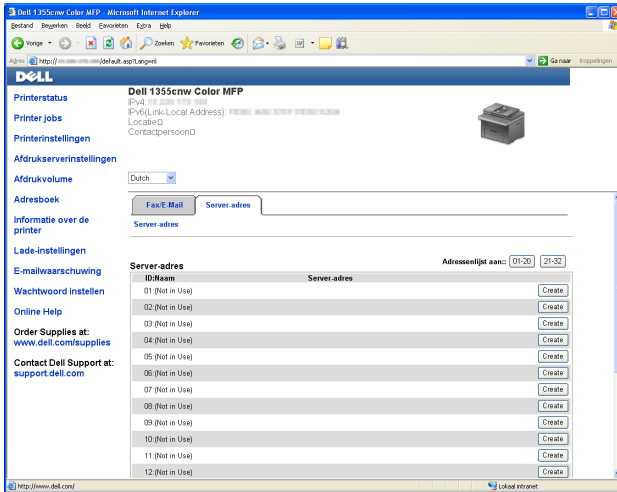 Dell 1355cnw Color MFP - Microsoft Internet Explorer
Bestand Bewerken Beeld Favorieten Extra Help
Vorige Zoeken Favorieten
Adres http:// /default.asp?Lang=nl Ga naar Koppelingen
DELL
Dell 1355cnw Color MFP
IPv4:
IPv6(Link-Local Address):
Locatie
Contactpersoon
Printerstatus
Printer jobs
Printerinstellingen
Afdrukserverinstellingen
Afdrukvolume
Adresboek
Informatie over de
printer
Lade-instellingen
E-mailwaarschuwing
Wachtwoord instellen
Online Help
Order Supplies at:
www.dell.com/supplies
Contact Dell Support at:
support.dell.com
Dutch
Fax/E-Mail Server-adres
Server-adres
Server-adres Adressenlijst aan:: 01-20 21-32
ID:Naam Server-adres
01:(Not in Use) Create
02:(Not in Use) Create
03:(Not in Use) Create
04:(Not in Use) Create
05:(Not in Use) Create
06:(Not in Use) Create
07:(Not in Use) Create
08:(Not in Use) Create
09:(Not in Use) Create
10:(Not in Use) Create
11:(Not in Use) Create
12:(Not in Use) Create
http://www.dell.com/ Lokaal intranet